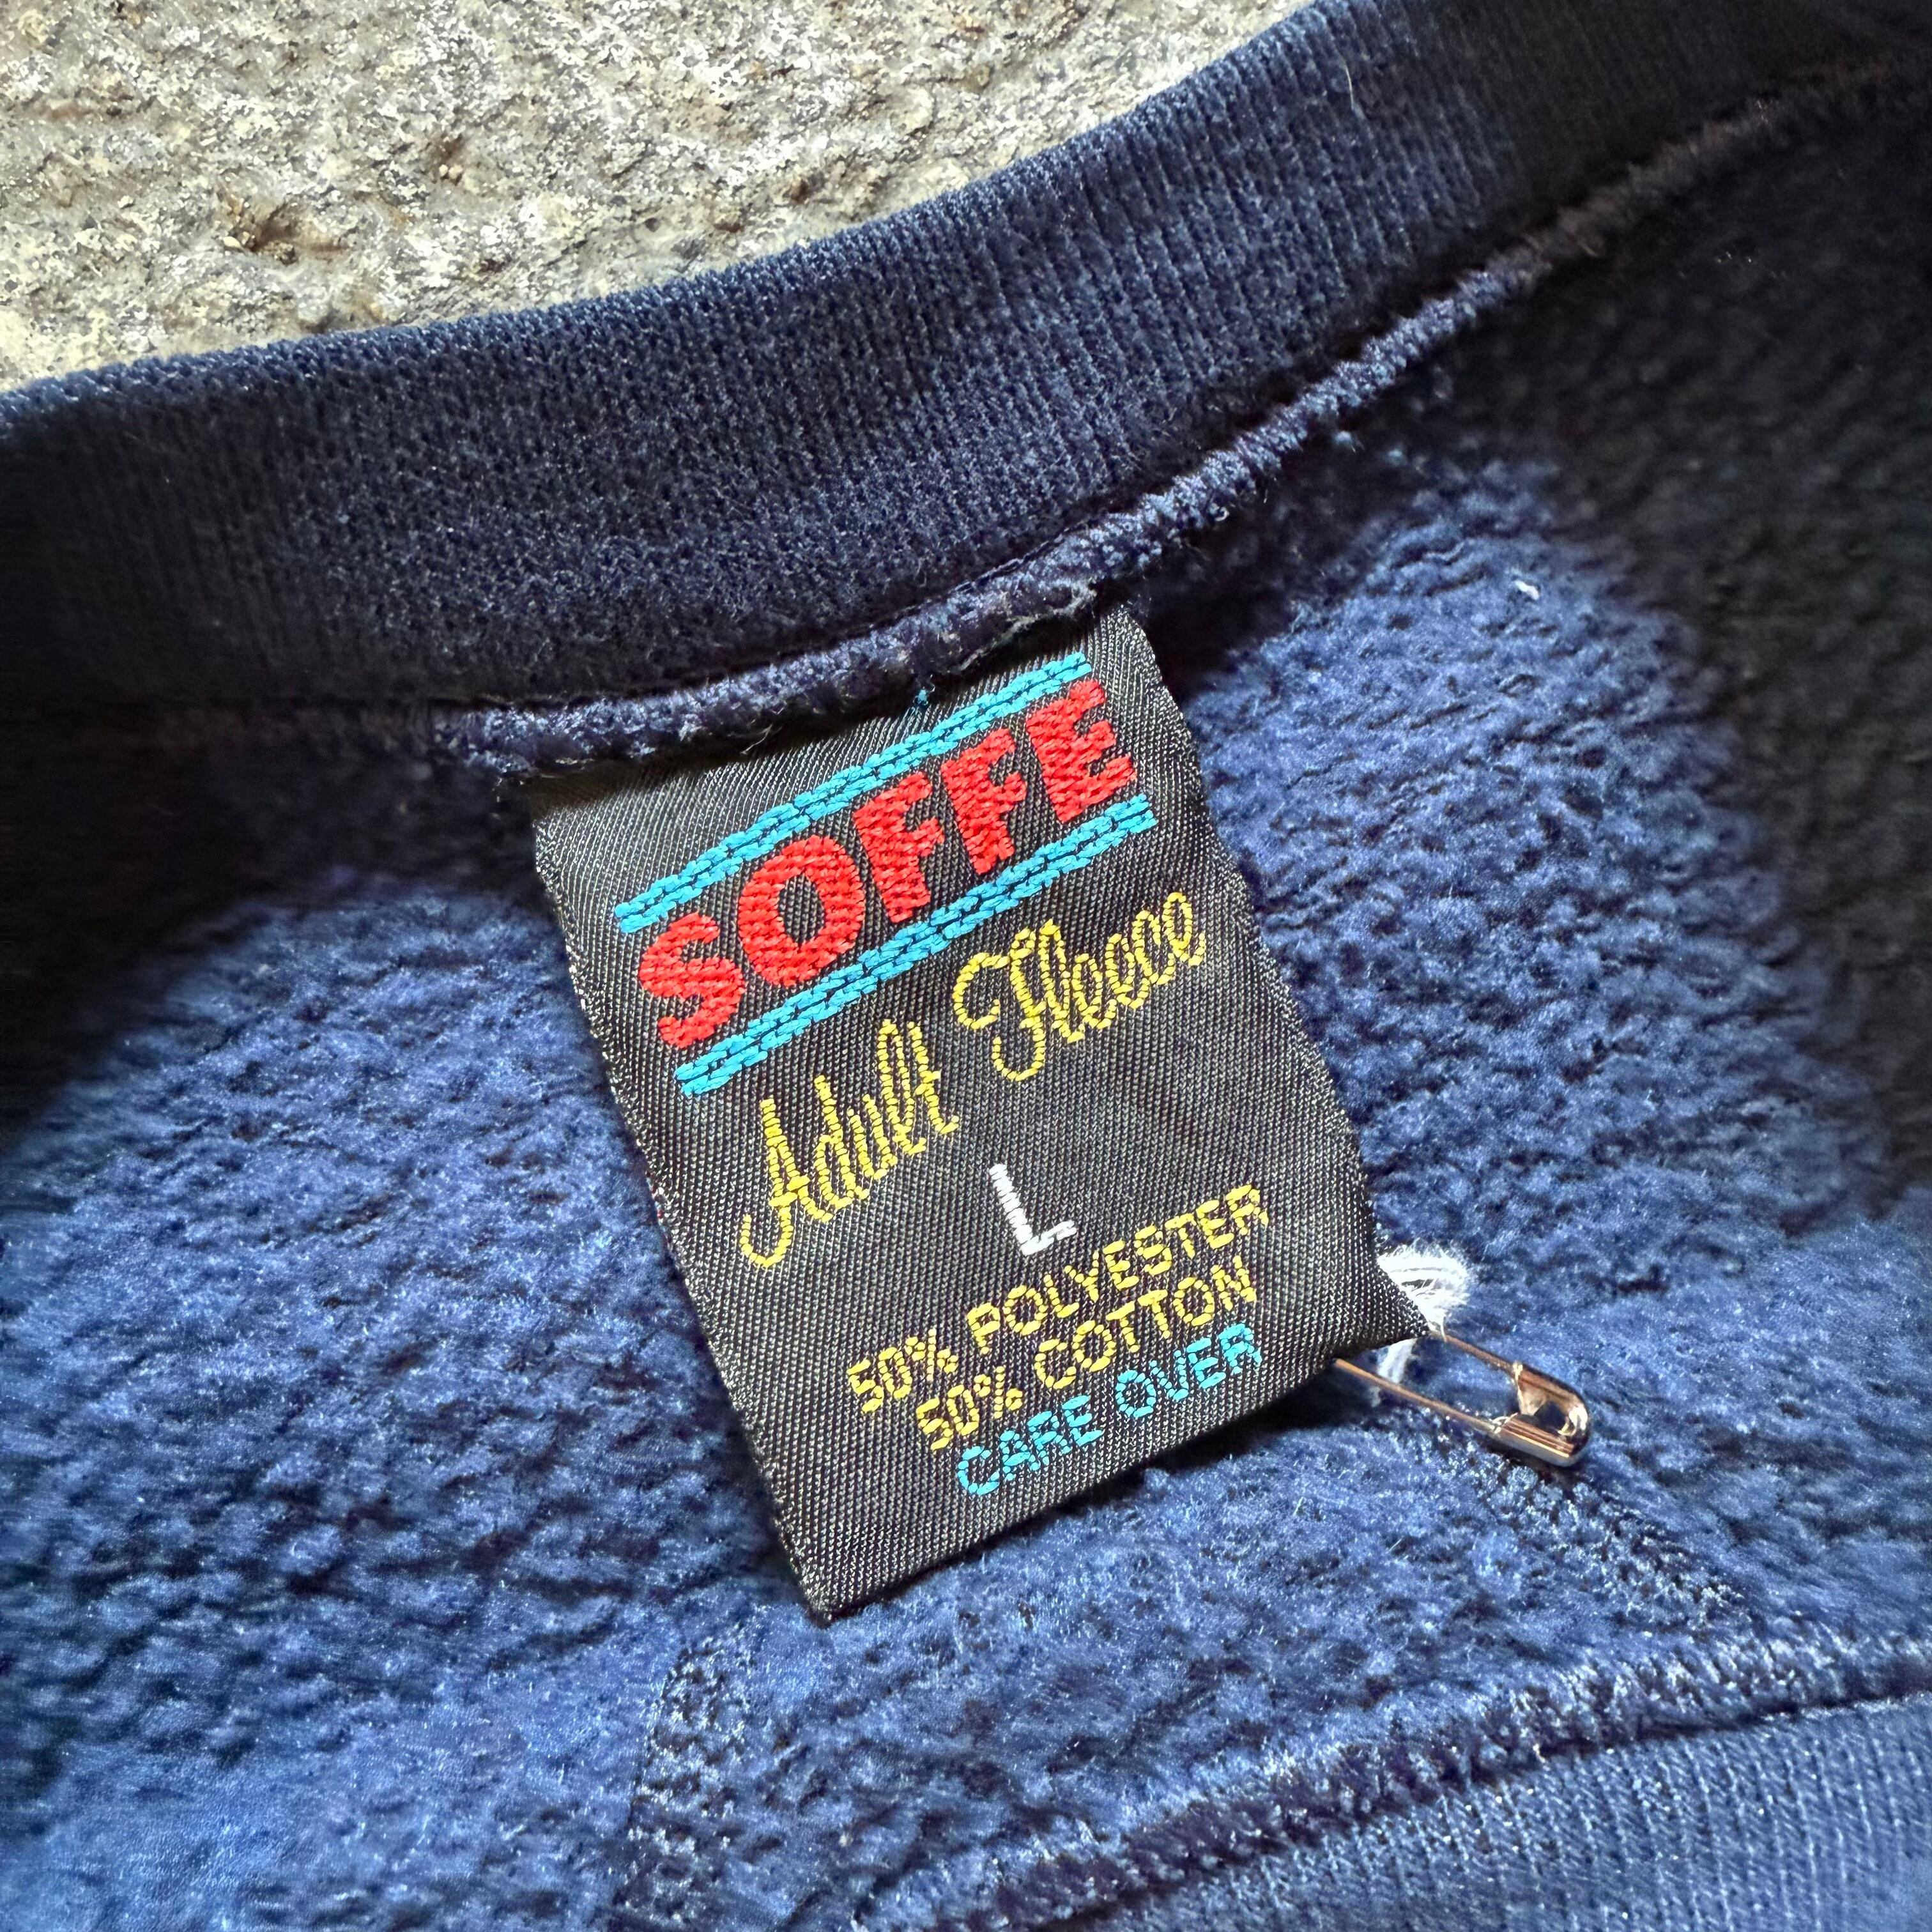 SOFFE
Adult Fleece
L
50% POLYESTER
50% COTTON
CARE OVER